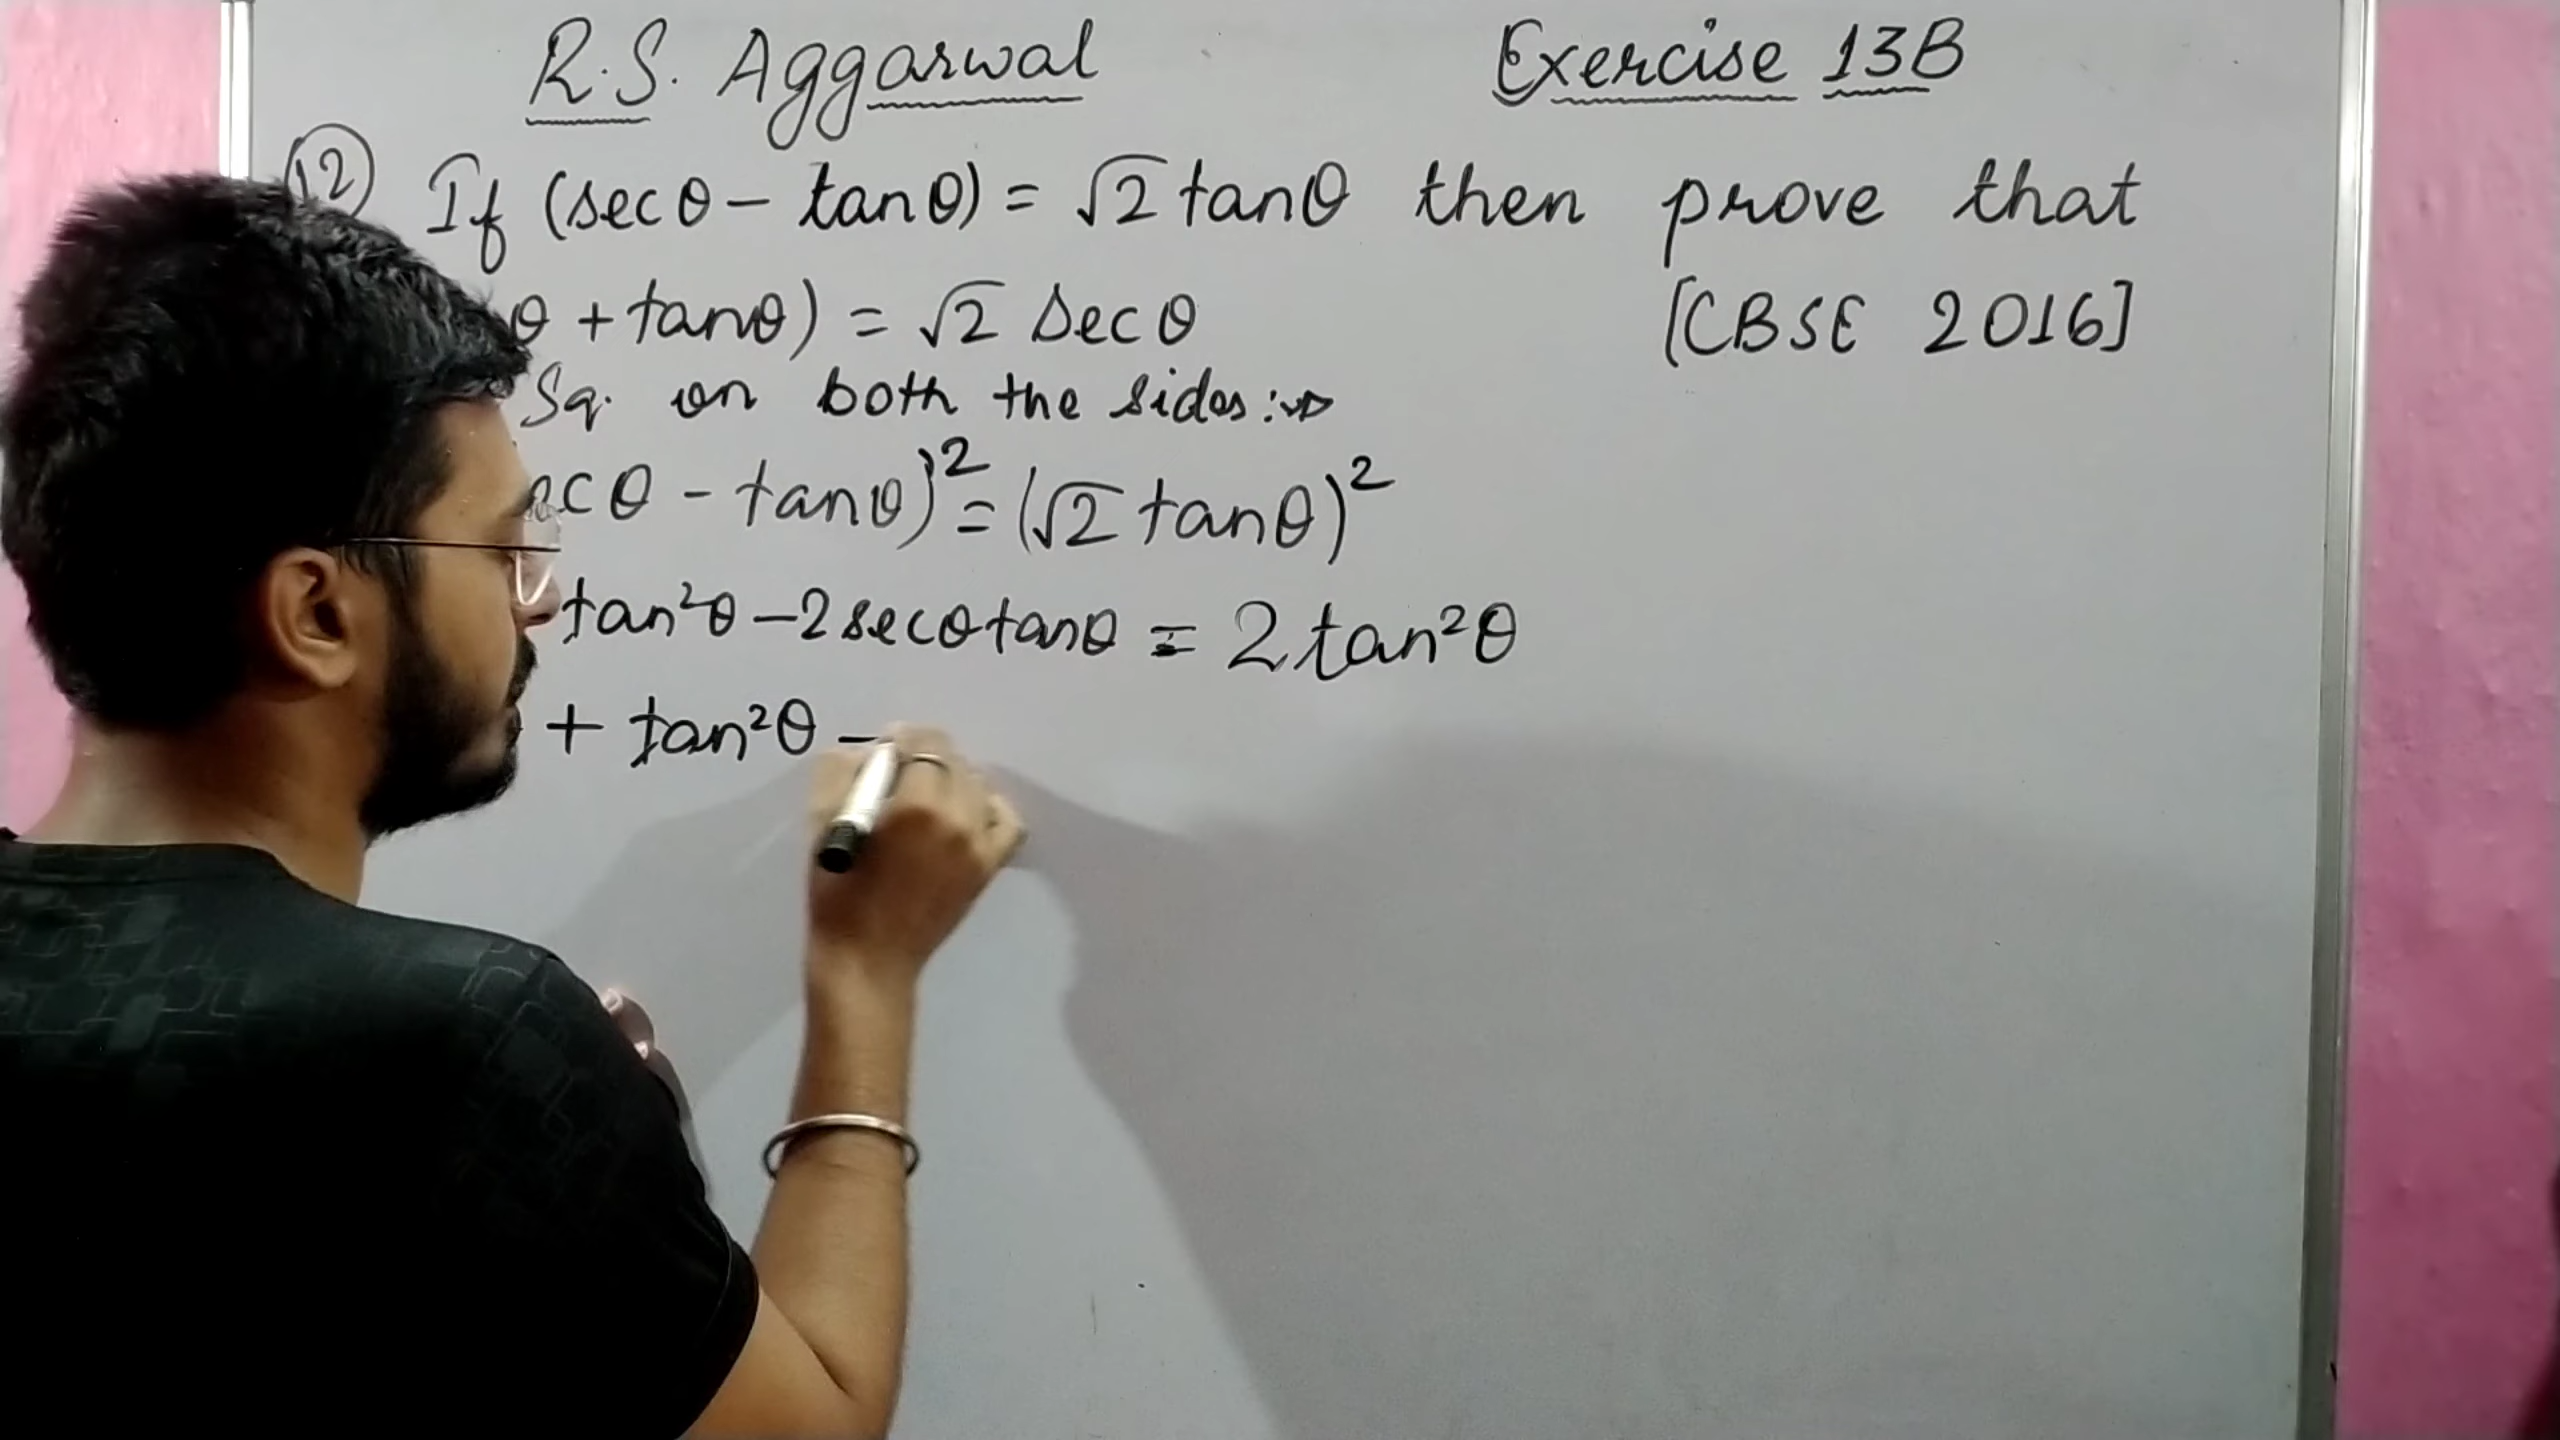 R.S. Aggarwal Exercise 13B
12 If (secθ - tanθ) = √2 tanθ then prove that
θ + tanθ) = √2 secθ [CBSE 2016]
Sq. on both the sides:
ecθ - tanθ)² = (√2 tanθ)²
tan²θ - 2secθtanθ = 2tan²θ
+ tan²θ -